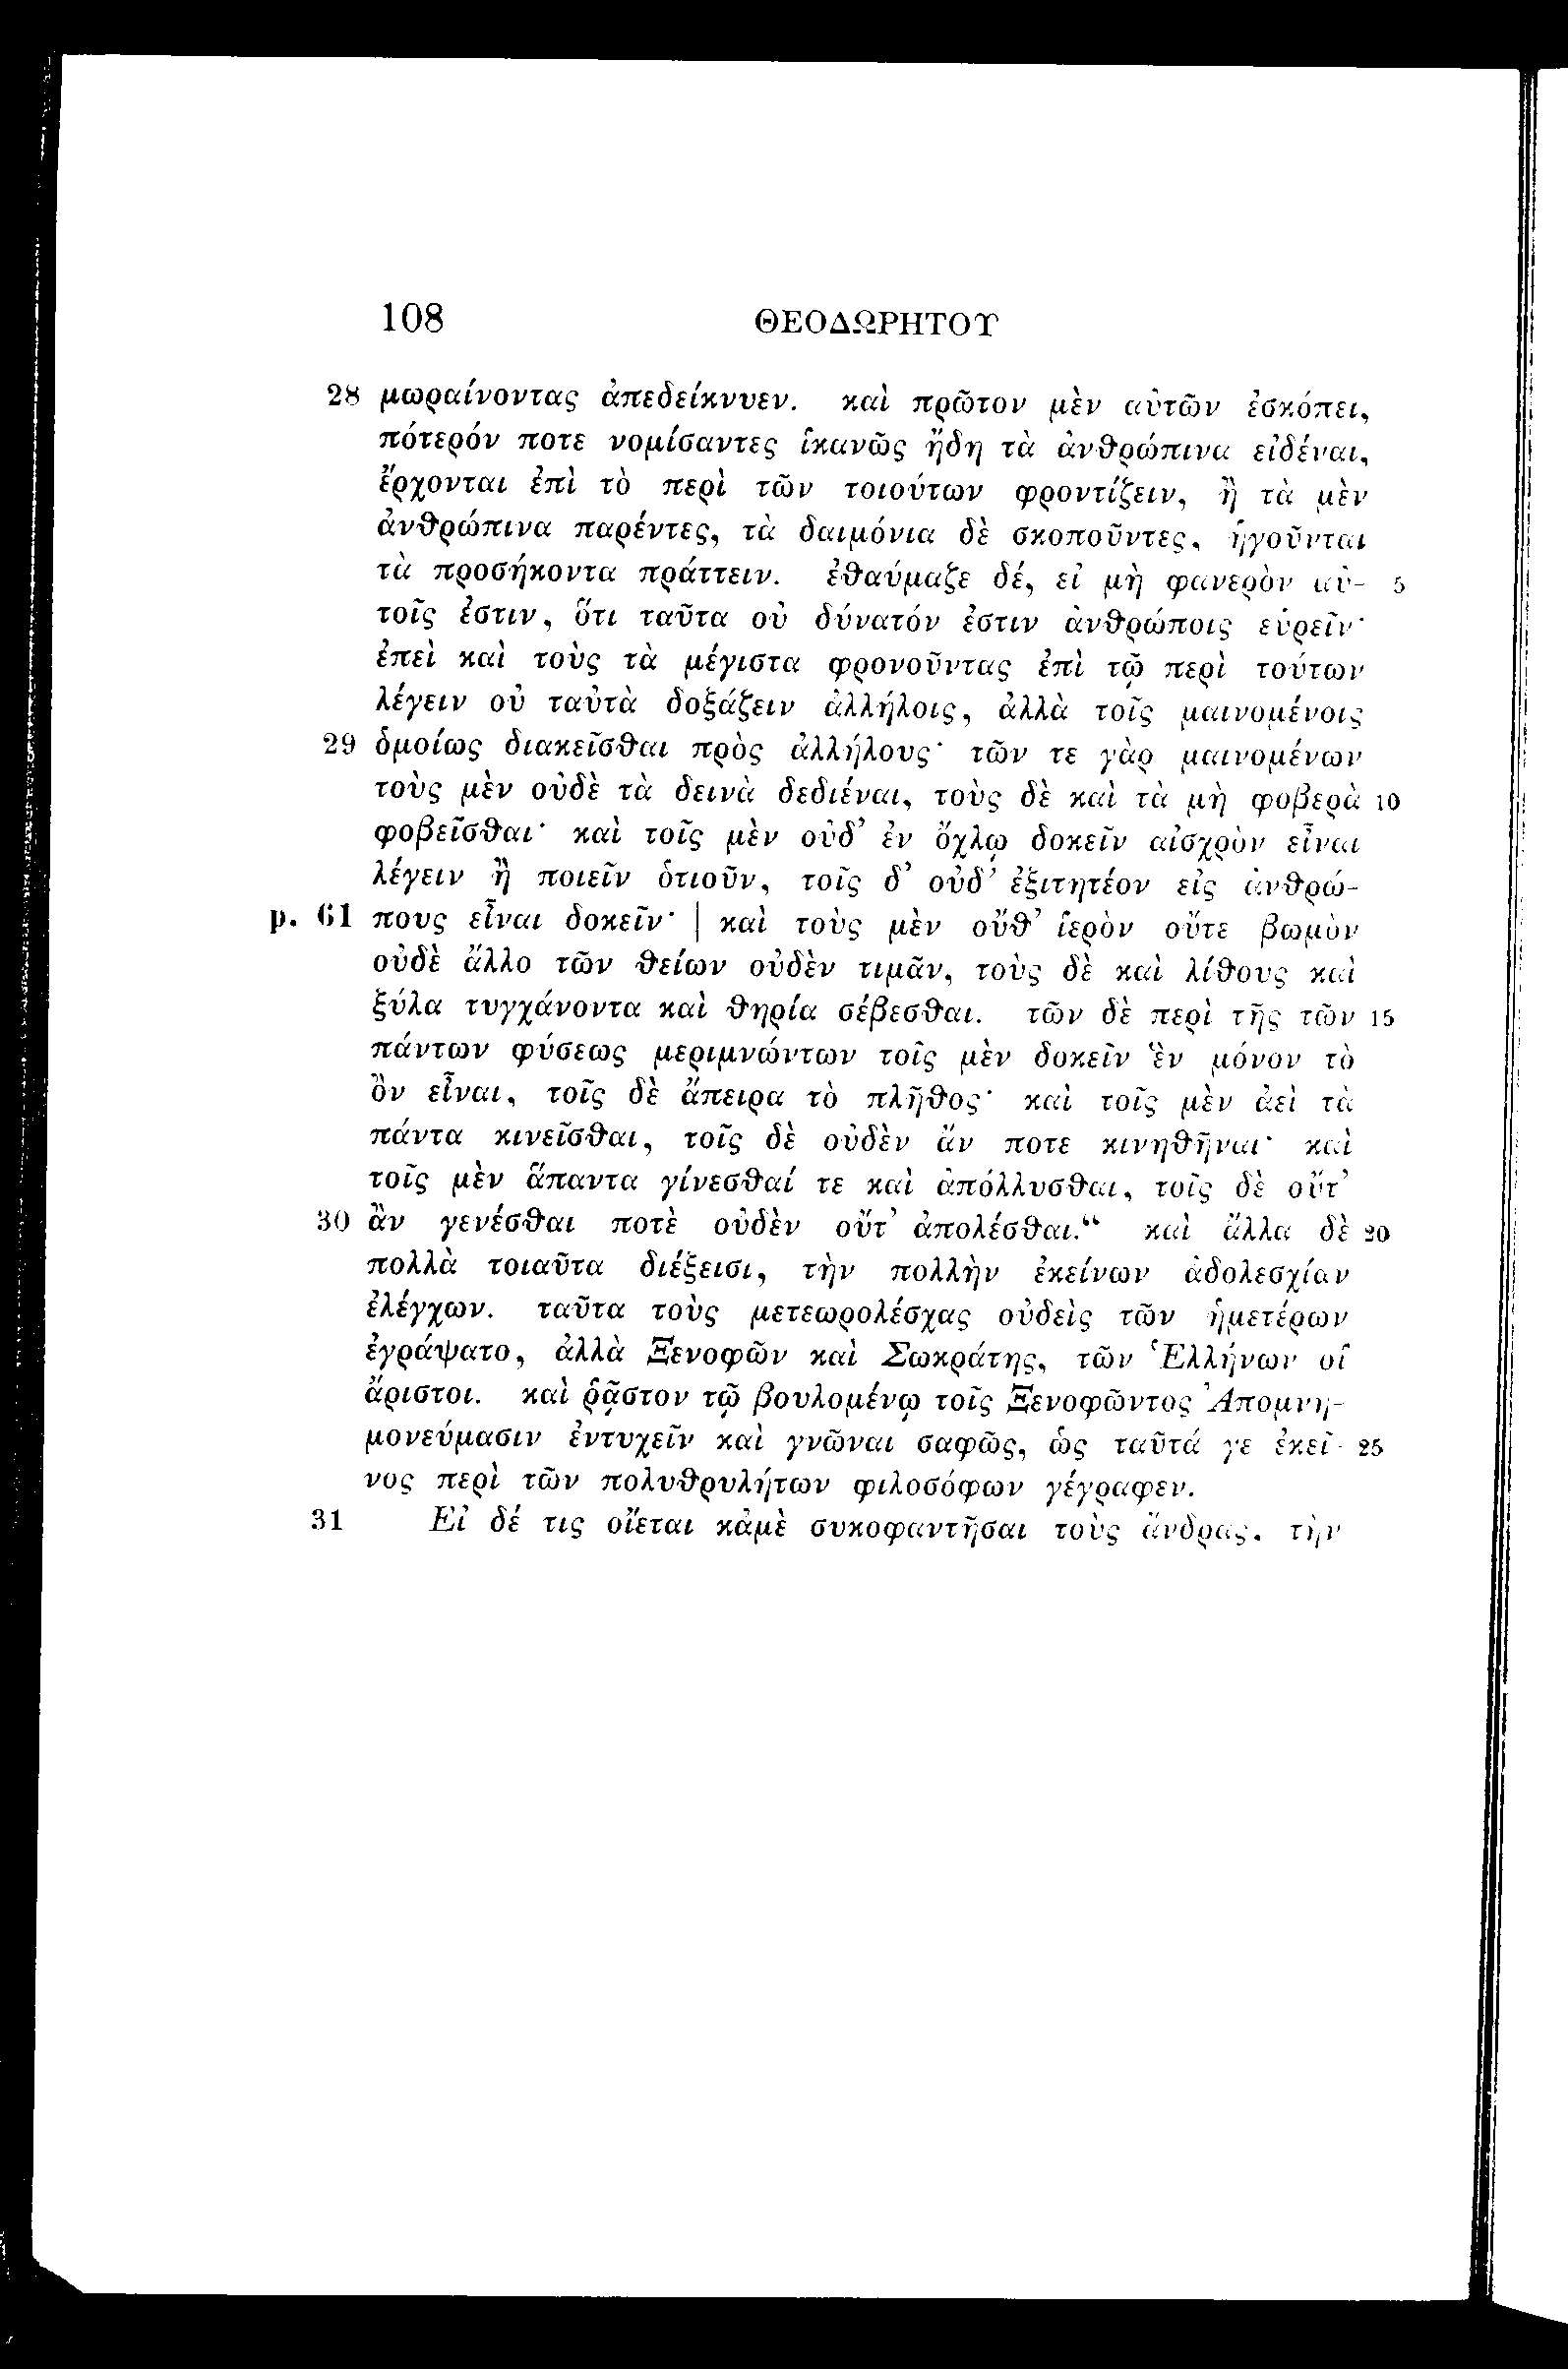 108 ΘΕΟΔΩΡΗΤΟΥ
28 μωραίνοντας ἀπεδείκνυεν. καὶ πρῶτον μὲν αὐτῶν ἐσκόπει,
πότερόν ποτε νομίσαντες ἱκανῶς ἤδη τὰ ἀνθρώπινα εἰδέναι,
ἔρχονται ἐπὶ τὸ περὶ τῶν τοιούτων φροντίζειν, ἢ τὰ μὲν
ἀνθρώπινα παρέντες, τὰ δαιμόνια δὲ σκοποῦντες, ἡγοῦνται
τὰ προσήκοντα πράττειν. ἐθαύμαζε δέ, εἰ μὴ φανερὸν αὐ- 5
τοῖς ἐστιν, ὅτι ταῦτα οὐ δύνατόν ἐστιν ἀνθρώποις εὑρεῖν·
ἐπεὶ καὶ τοὺς τὰ μέγιστα φρονοῦντας ἐπὶ τῷ περὶ τούτων
λέγειν οὐ ταὐτὰ δοξάζειν ἀλλήλοις, ἀλλὰ τοῖς μαινομένοις
29 ὁμοίως διακεῖσθαι πρὸς ἀλλήλους· τῶν τε γὰρ μαινομένων
τοὺς μὲν οὐδὲ τὰ δεινὰ δεδιέναι, τοὺς δὲ καὶ τὰ μὴ φοβερὰ 10
φοβεῖσθαι· καὶ τοῖς μὲν οὐδ’ ἐν ὄχλῳ δοκεῖν αἰσχρὸν εἶναι
λέγειν ἢ ποιεῖν ὁτιοῦν, τοῖς δ’ οὐδ’ ἐξιτητέον εἰς ἀνθρώ-
p. 61 πους εἶναι δοκεῖν· | καὶ τοὺς μὲν οὔθ’ ἱερὸν οὔτε βωμὸν
οὐδὲ ἄλλο τῶν θείων οὐδὲν τιμᾶν, τοὺς δὲ καὶ λίθους καὶ
ξύλα τυγχάνοντα καὶ θηρία σέβεσθαι. τῶν δὲ περὶ τῆς τῶν 15
πάντων φύσεως μεριμνώντων τοῖς μὲν δοκεῖν ἓν μόνον τὸ
ὂν εἶναι, τοῖς δὲ ἄπειρα τὸ πλῆθος· καὶ τοῖς μὲν ἀεὶ τὰ
πάντα κινεῖσθαι, τοῖς δὲ οὐδὲν ἄν ποτε κινηθῆναι· καὶ
τοῖς μὲν ἅπαντα γίνεσθαί τε καὶ ἀπόλλυσθαι, τοῖς δὲ οὔτ’
30 ἂν γενέσθαι ποτὲ οὐδὲν οὔτ’ ἀπολέσθαι.“ καὶ ἄλλα δὲ 20
πολλὰ τοιαῦτα διέξεισι, τὴν πολλὴν ἐκείνων ἀδολεσχίαν
ἐλέγχων. ταῦτα τοὺς μετεωρολέσχας οὐδεὶς τῶν ἡμετέρων
ἐγράψατο, ἀλλὰ Ξενοφῶν καὶ Σωκράτης, τῶν Ἑλλήνων οἱ
ἄριστοι. καὶ ῥᾷστον τῷ βουλομένῳ τοῖς Ξενοφῶντος Ἀπομνη-
μονεύμασιν ἐντυχεῖν καὶ γνῶναι σαφῶς, ὡς ταῦτά γε ἐκεῖ- 25
νος περὶ τῶν πολυθρυλήτων φιλοσόφων γέγραφεν.
31 Εἰ δέ τις οἴεται κἀμὲ συκοφαντῆσαι τοὺς ἄνδρας, τὴν